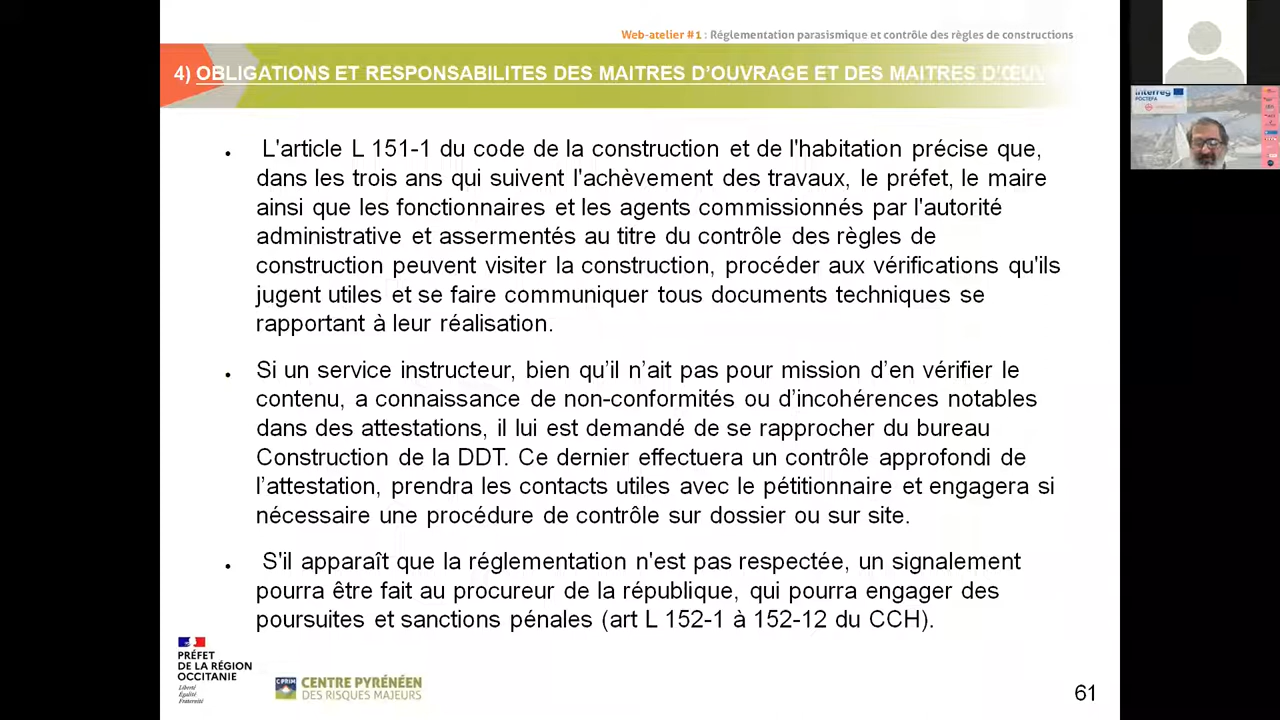 Web-atelier #1 : Réglementation parasismique et contrôle des règles de constructions
4) OBLIGATIONS ET RESPONSABILITES DES MAITRES D'OUVRAGE ET DES MAITRES D'ŒUV
• L'article L 151-1 du code de la construction et de l'habitation précise que,
dans les trois ans qui suivent l'achèvement des travaux, le préfet, le maire
ainsi que les fonctionnaires et les agents commissionnés par l'autorité
administrative et assermentés au titre du contrôle des règles de
construction peuvent visiter la construction, procéder aux vérifications qu'ils
jugent utiles et se faire communiquer tous documents techniques se
rapportant à leur réalisation.
• Si un service instructeur, bien qu’il n’ait pas pour mission d’en vérifier le
contenu, a connaissance de non-conformités ou d’incohérences notables
dans des attestations, il lui est demandé de se rapprocher du bureau
Construction de la DDT. Ce dernier effectuera un contrôle approfondi de
l’attestation, prendra les contacts utiles avec le pétitionnaire et engagera si
nécessaire une procédure de contrôle sur dossier ou sur site.
• S'il apparaît que la réglementation n'est pas respectée, un signalement
pourra être fait au procureur de la république, qui pourra engager des
poursuites et sanctions pénales (art L 152-1 à 152-12 du CCH).
PRÉFET
DE LA RÉGION
OCCITANIE
Liberté
Égalité
Fraternité
CPRIM
CENTRE PYRÉNÉEN
DES RISQUES MAJEURS
61
Interreg
POCTEFA